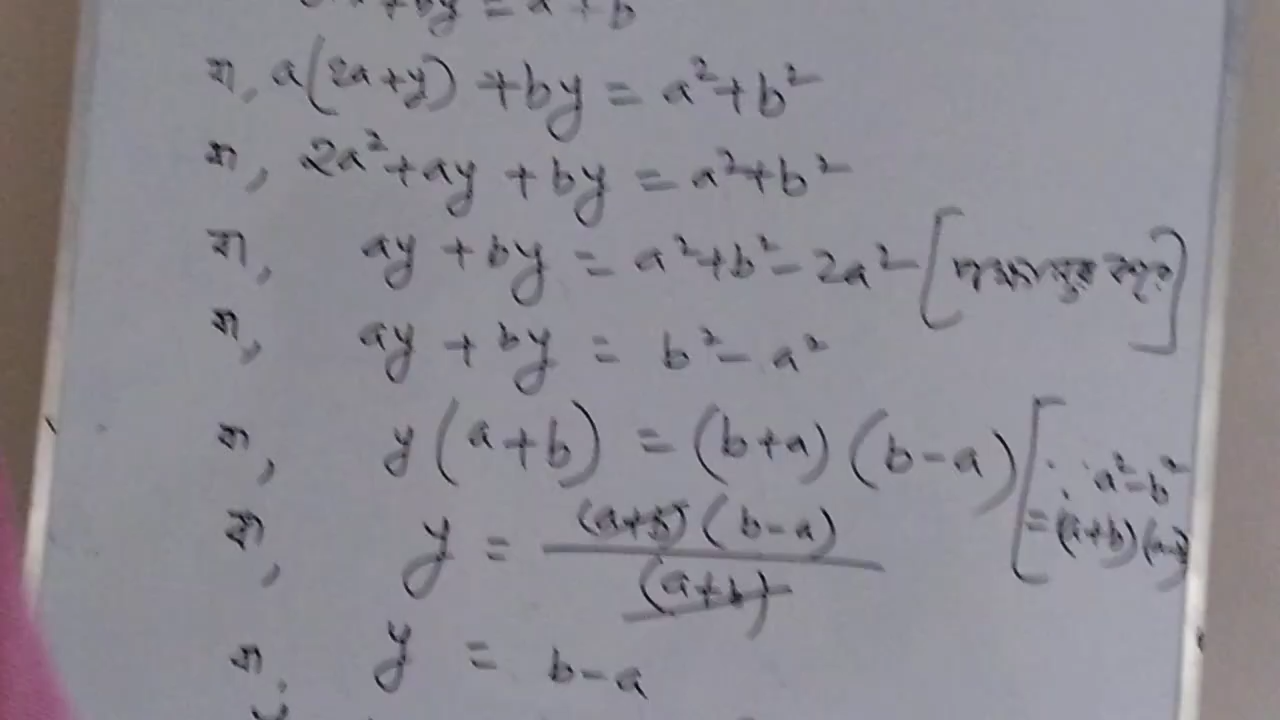 +by = a + b
বা, a(2a+y) +by = a²+b²
বা, 2a²+ay +by = a²+b²
বা, ay +by = a²+b²-2a² [পক্ষান্তর করে]
বা, ay + by = b²-a²
বা, y(a+b) = (b+a)(b-a) [∵ a²-b² = (a+b)(a-b)
বা, y = (a+b)(b-a) / (a+b)
বা, y = b-a